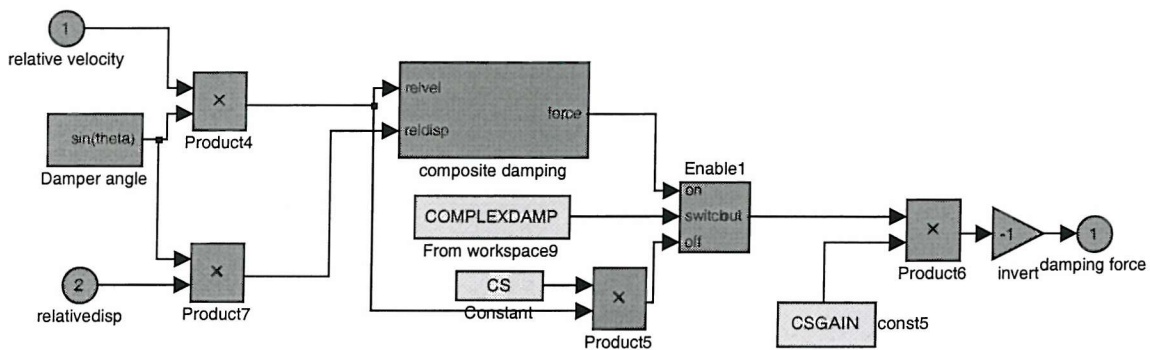 1
relative velocity
×
Product4
sin(theta)
Damper angle
relvel
force
reldisp
composite damping
Enable1
on
COMPLEXDAMP
switchout
From workspace9
off
×
Product7
2
relativedisp
CS
Constant
×
Product5
×
Product6
-1
invert
1
damping force
CSGAIN
const5